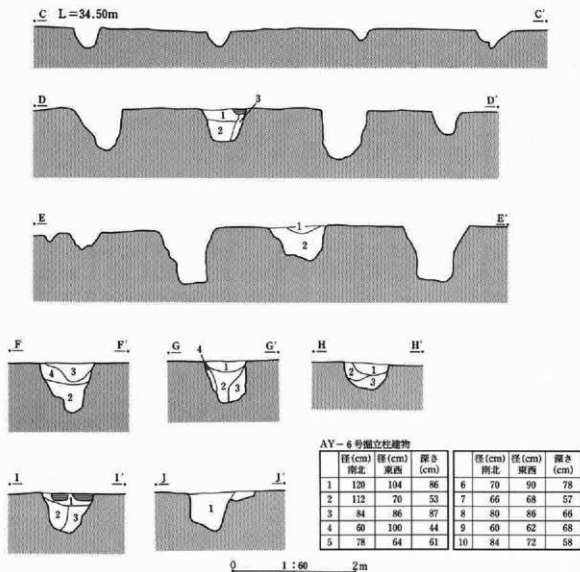 C L=34.50m C′
D 3 D′
1
2
E 1 E′
2
F F′ G 4 G′ H H′
4 3 1 2 1
2 2 3 3
I I′ J J′
1 1
2 3
AY-6号掘立柱建物
径(cm) 南北 径(cm) 東西 深さ (cm) 径(cm) 南北 径(cm) 東西 深さ (cm)
1 120 104 86 6 70 90 78
2 112 70 53 7 66 68 57
3 84 86 87 8 80 86 66
4 60 100 44 9 60 62 68
5 78 64 61 10 84 72 58
0 1:60 2m